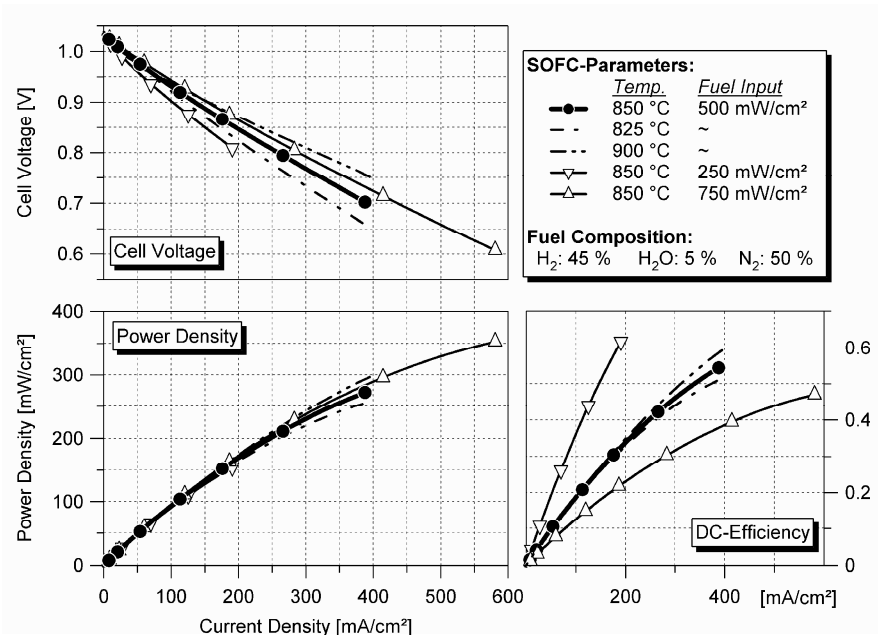 1.0
0.9
0.8
0.7
0.6
Cell Voltage [V]
Cell Voltage
SOFC-Parameters:
Temp. Fuel Input
850 °C 500 mW/cm²
825 °C ~
900 °C ~
850 °C 250 mW/cm²
850 °C 750 mW/cm²
Fuel Composition:
H₂: 45 % H₂O: 5 % N₂: 50 %
400
300
200
100
0
Power Density [mW/cm²]
Power Density
0 100 200 300 400 500 600
Current Density [mA/cm²]
0.6
0.4
0.2
0
DC-Efficiency
200 400 [mA/cm²]